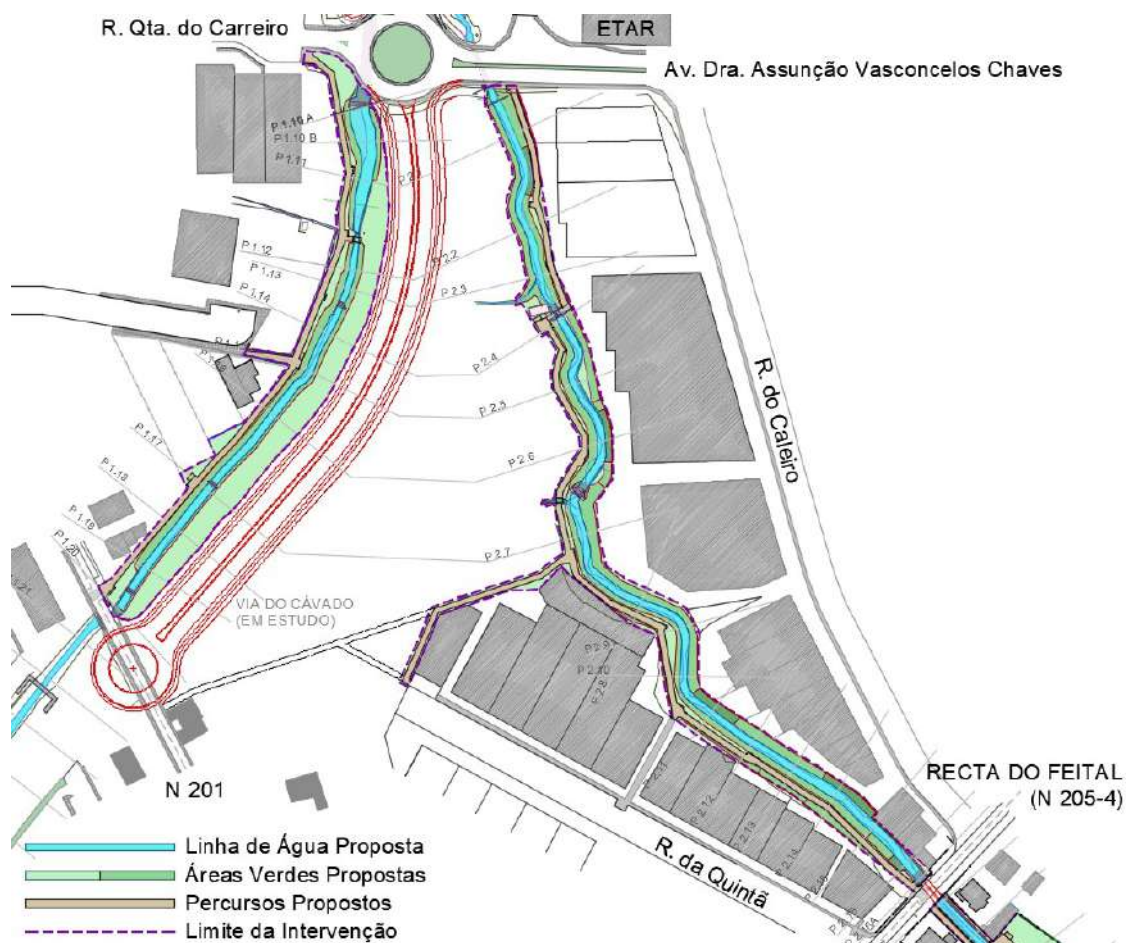 R. Qta. do Carreiro
ETAR
Av. Dra. Assunção Vasconcelos Chaves
P.1.10 A
P.1.10 B
P.1.11
P.2.1
P.1.12
P.2.2
P.1.13
P.2.3
P.1.14
P.2.4
R. do Caleiro
P.2.5
P.1.17
P.2.6
P.1.18
P.2.7
P.1.20
VIA DO CÁVADO
(EM ESTUDO)
P.2.9
P.2.10
P.2.8
RECTA DO FEITAL
(N 205-4)
N 201
P.2.12
P.2.13
P.2.14
R. da Quintã
Linha de Água Proposta
Áreas Verdes Propostas
Percursos Propostos
Limite da Intervenção